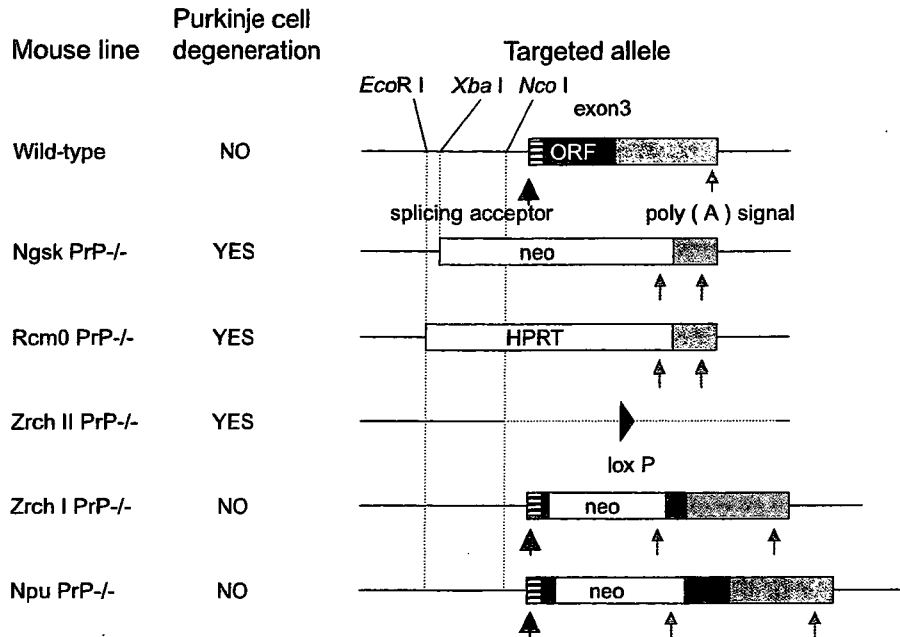 Purkinje cell
Mouse line degeneration Targeted allele
EcoR I Xba I Nco I
exon3
Wild-type NO ORF
splicing acceptor poly ( A ) signal
Ngsk PrP-/- YES neo
Rcm0 PrP-/- YES HPRT
Zrch II PrP-/- YES
lox P
Zrch I PrP-/- NO neo
Npu PrP-/- NO neo